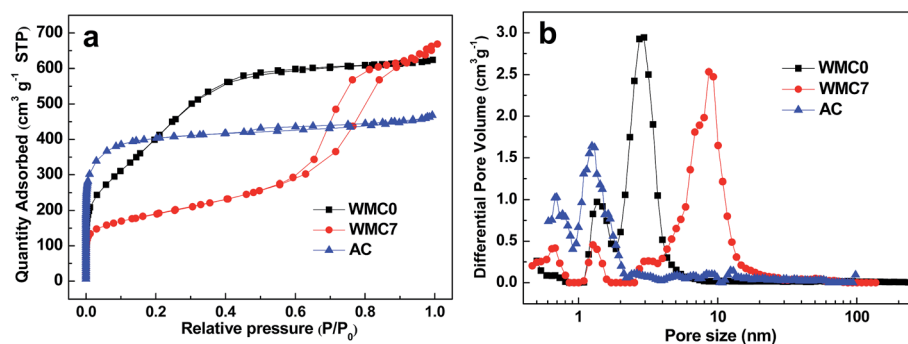 a
Quantity Adsorbed (cm³ g⁻¹ STP)
700
600
500
400
300
200
100
0
WMC0
WMC7
AC
0.0 0.2 0.4 0.6 0.8 1.0
Relative pressure (P/P₀)
b
Differential Pore Volume (cm³g⁻¹)
3.0
2.5
2.0
1.5
1.0
0.5
0.0
WMC0
WMC7
AC
1 10 100
Pore size (nm)